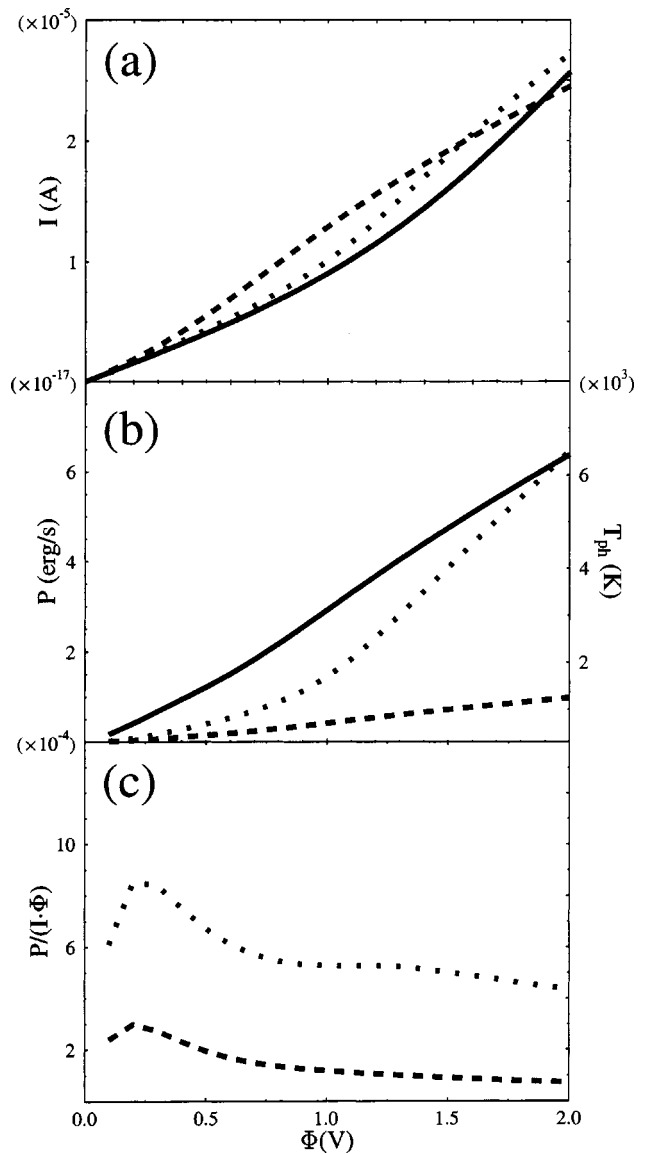 (×10⁻⁵)
(a)
2
I (A)
1
(×10⁻¹⁷) (×10³)
(b)
6 6
P (erg/s) T_ph (K)
4 4
2 2
(×10⁻⁴)
(c)
10
P/(I·Φ)
6
2
0.0 0.5 1.0 1.5 2.0
Φ(V)